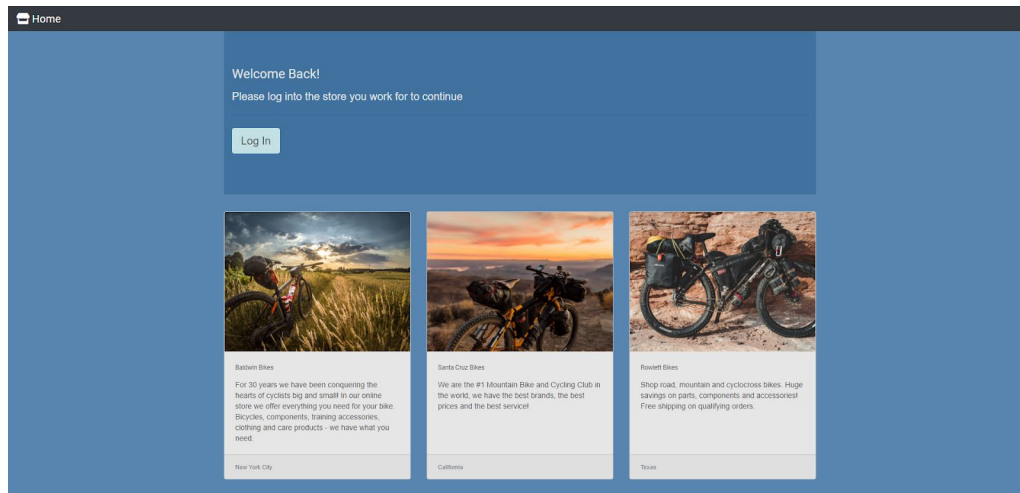 Home
Welcome Back!
Please log into the store you work for to continue
Log In
Baldwin Bikes
For 30 years we have been conquering the
hearts of cyclists big and small! In our online
store we offer everything you need for your bike.
Bicycles, components, training accessories,
clothing and care products - we have what you
need.
New York City
Santa Cruz Bikes
We are the #1 Mountain Bike and Cycling Club in
the world, we have the best brands, the best
prices and the best service!
California
Rowlett Bikes
Shop road, mountain and cyclocross bikes. Huge
savings on parts, components and accessories!
Free shipping on qualifying orders.
Texas